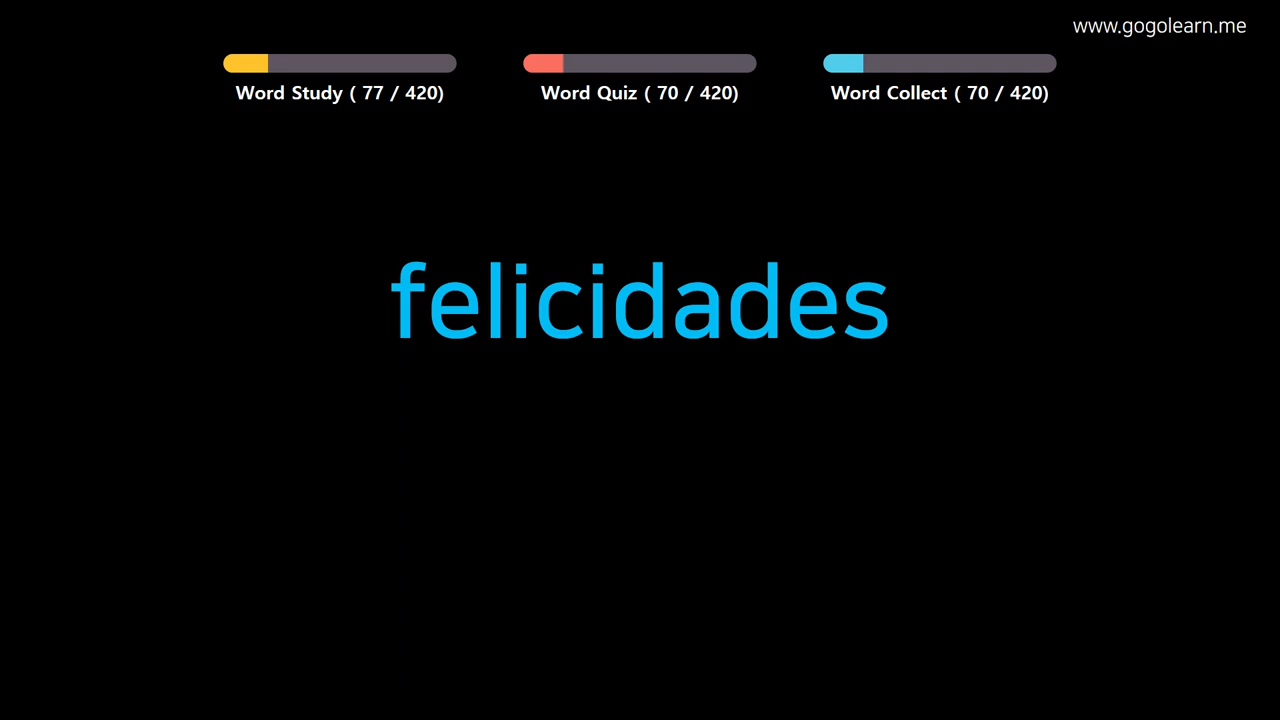 www.gogolearn.me
Word Study ( 77 / 420)
Word Quiz ( 70 / 420)
Word Collect ( 70 / 420)
felicidades